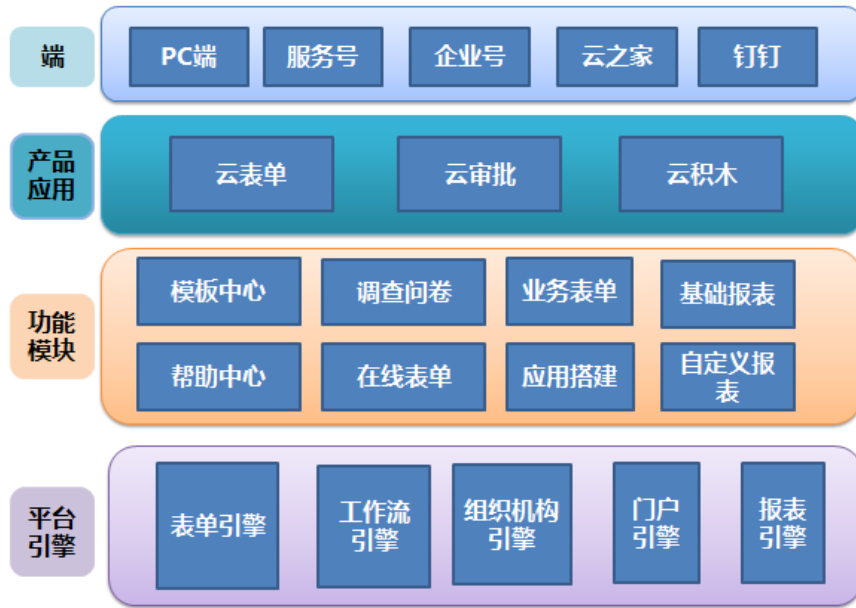 端
PC端
服务号
企业号
云之家
钉钉
产品
应用
云表单
云审批
云积木
功能
模块
模板中心
调查问卷
业务表单
基础报表
帮助中心
在线表单
应用搭建
自定义报
表
平台
引擎
表单引擎
工作流
引擎
组织机构
引擎
门户
引擎
报表
引擎